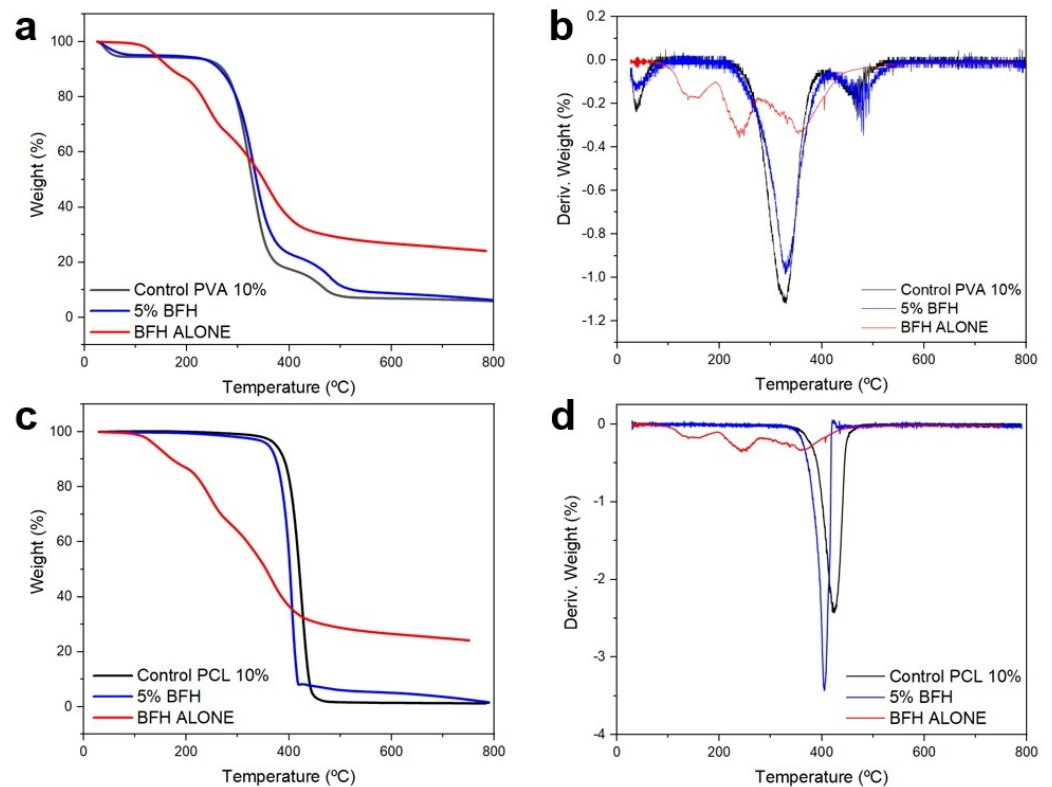 a
100
80
60
40
20
0
Weight (%)
Control PVA 10%
5% BFH
BFH ALONE
0 200 400 600 800
Temperature (ºC)
b
0.2
0.0
-0.2
-0.4
-0.6
-0.8
-1.0
-1.2
Deriv. Weight (%)
Control PVA 10%
5% BFH
BFH ALONE
0 200 400 600 800
Temperature (ºC)
c
100
80
60
40
20
0
Weight (%)
Control PCL 10%
5% BFH
BFH ALONE
0 200 400 600 800
Temperature (ºC)
d
0
-1
-2
-3
-4
Deriv. Weight (%)
Control PCL 10%
5% BFH
BFH ALONE
0 200 400 600 800
Temperature (ºC)